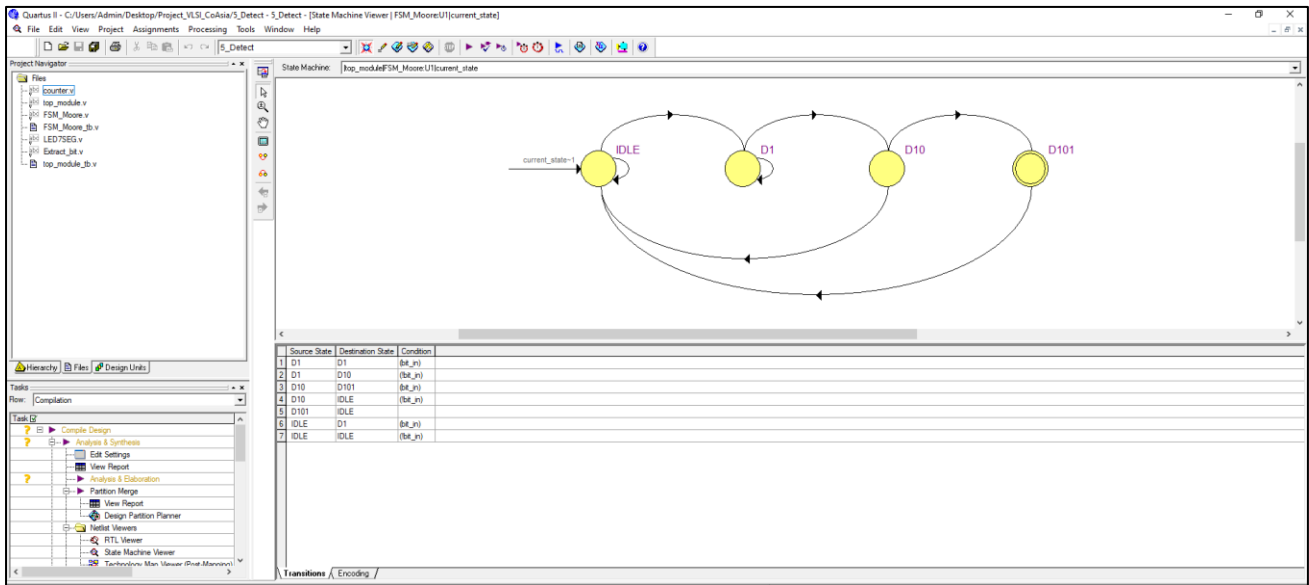 Quartus II - C:/Users/Admin/Desktop/Project_VLSI_CoAsia/5_Detect - 5_Detect - [State Machine Viewer | FSM_Moore:U1|current_state]
File Edit View Project Assignments Processing Tools Window Help
5_Detect
Project Navigator
Files
counter.v
top_module.v
FSM_Moore.v
FSM_Moore_tb.v
LED7SEG.v
Extract_bit.v
top_module_tb.v
Hierarchy Files Design Units
State Machine: |top_module|FSM_Moore:U1|current_state
current_state~1
IDLE D1 D10 D101
Source State Destination State Condition
1 D1 D1 (bit_in)
2 D1 D10 (!bit_in)
3 D10 D101 (bit_in)
4 D10 IDLE (!bit_in)
5 D101 IDLE
6 IDLE D1 (bit_in)
7 IDLE IDLE (!bit_in)
Transitions Encoding
Tasks
Flow: Compilation
Task
Compile Design
Analysis & Synthesis
Edit Settings
View Report
Analysis & Elaboration
Partition Merge
View Report
Design Partition Planner
Netlist Viewers
RTL Viewer
State Machine Viewer
Technology Map Viewer (Post-Mapping)